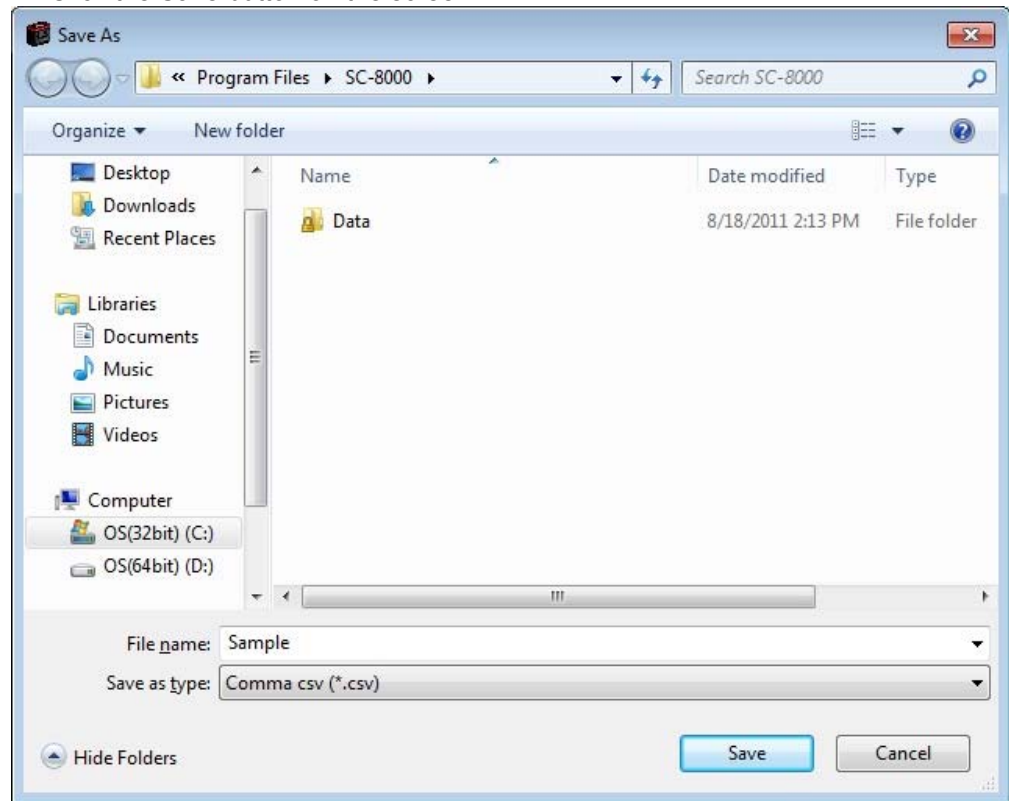 Save As
« Program Files ▸ SC-8000 ▸
Search SC-8000
Organize
New folder
Desktop
Downloads
Recent Places
Libraries
Documents
Music
Pictures
Videos
Computer
OS(32bit) (C:)
OS(64bit) (D:)
Name
Date modified
Type
Data
8/18/2011 2:13 PM
File folder
File name: Sample
Save as type: Comma csv (*.csv)
Hide Folders
Save
Cancel